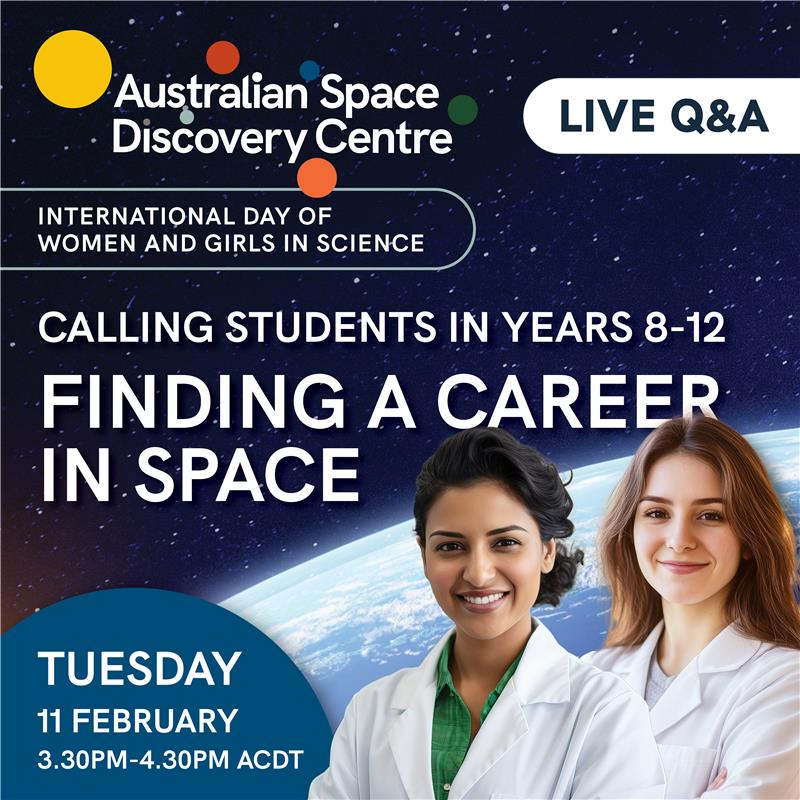 Australian Space
Discovery Centre
LIVE Q&A
INTERNATIONAL DAY OF
WOMEN AND GIRLS IN SCIENCE
CALLING STUDENTS IN YEARS 8-12
FINDING A CAREER
IN SPACE
TUESDAY
11 FEBRUARY
3.30PM-4.30PM ACDT